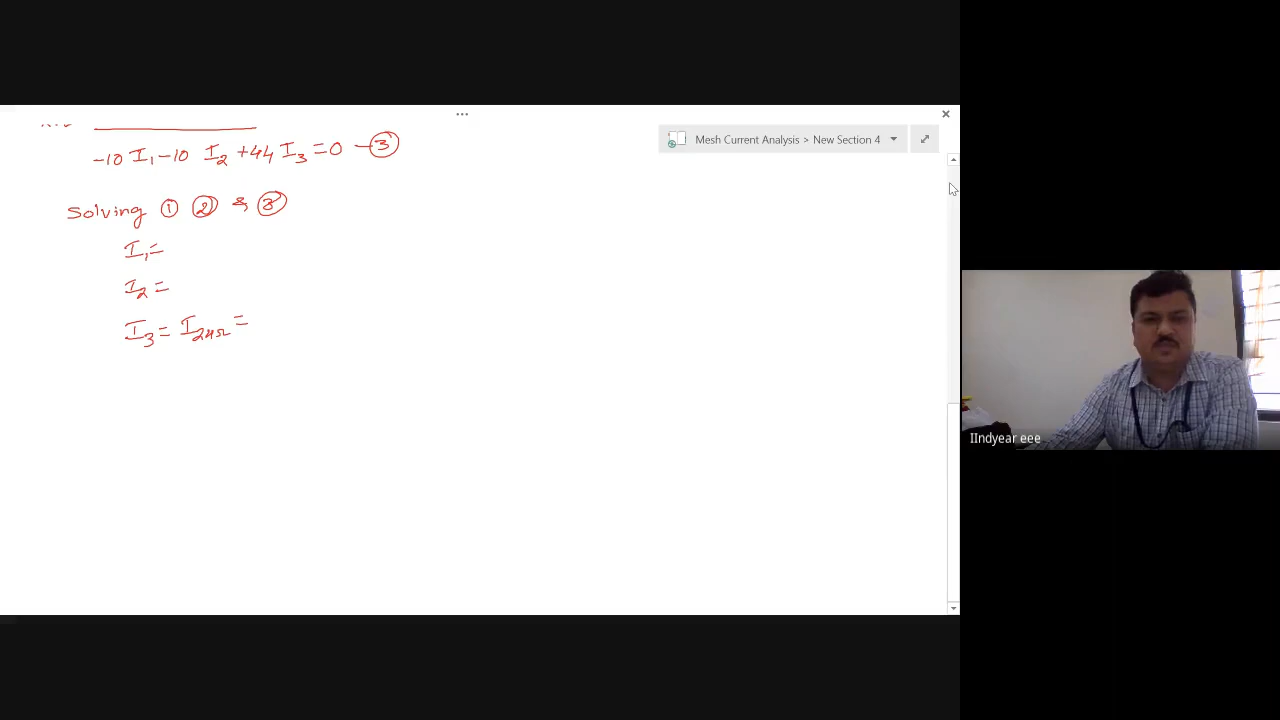 Mesh Current Analysis > New Section 4
-10 I₁ -10 I₂ +44 I₃ = 0 —③
Solving ① ② & ③
I₁=
I₂ =
I₃ = I₂₄Ω =
IIndyear eee